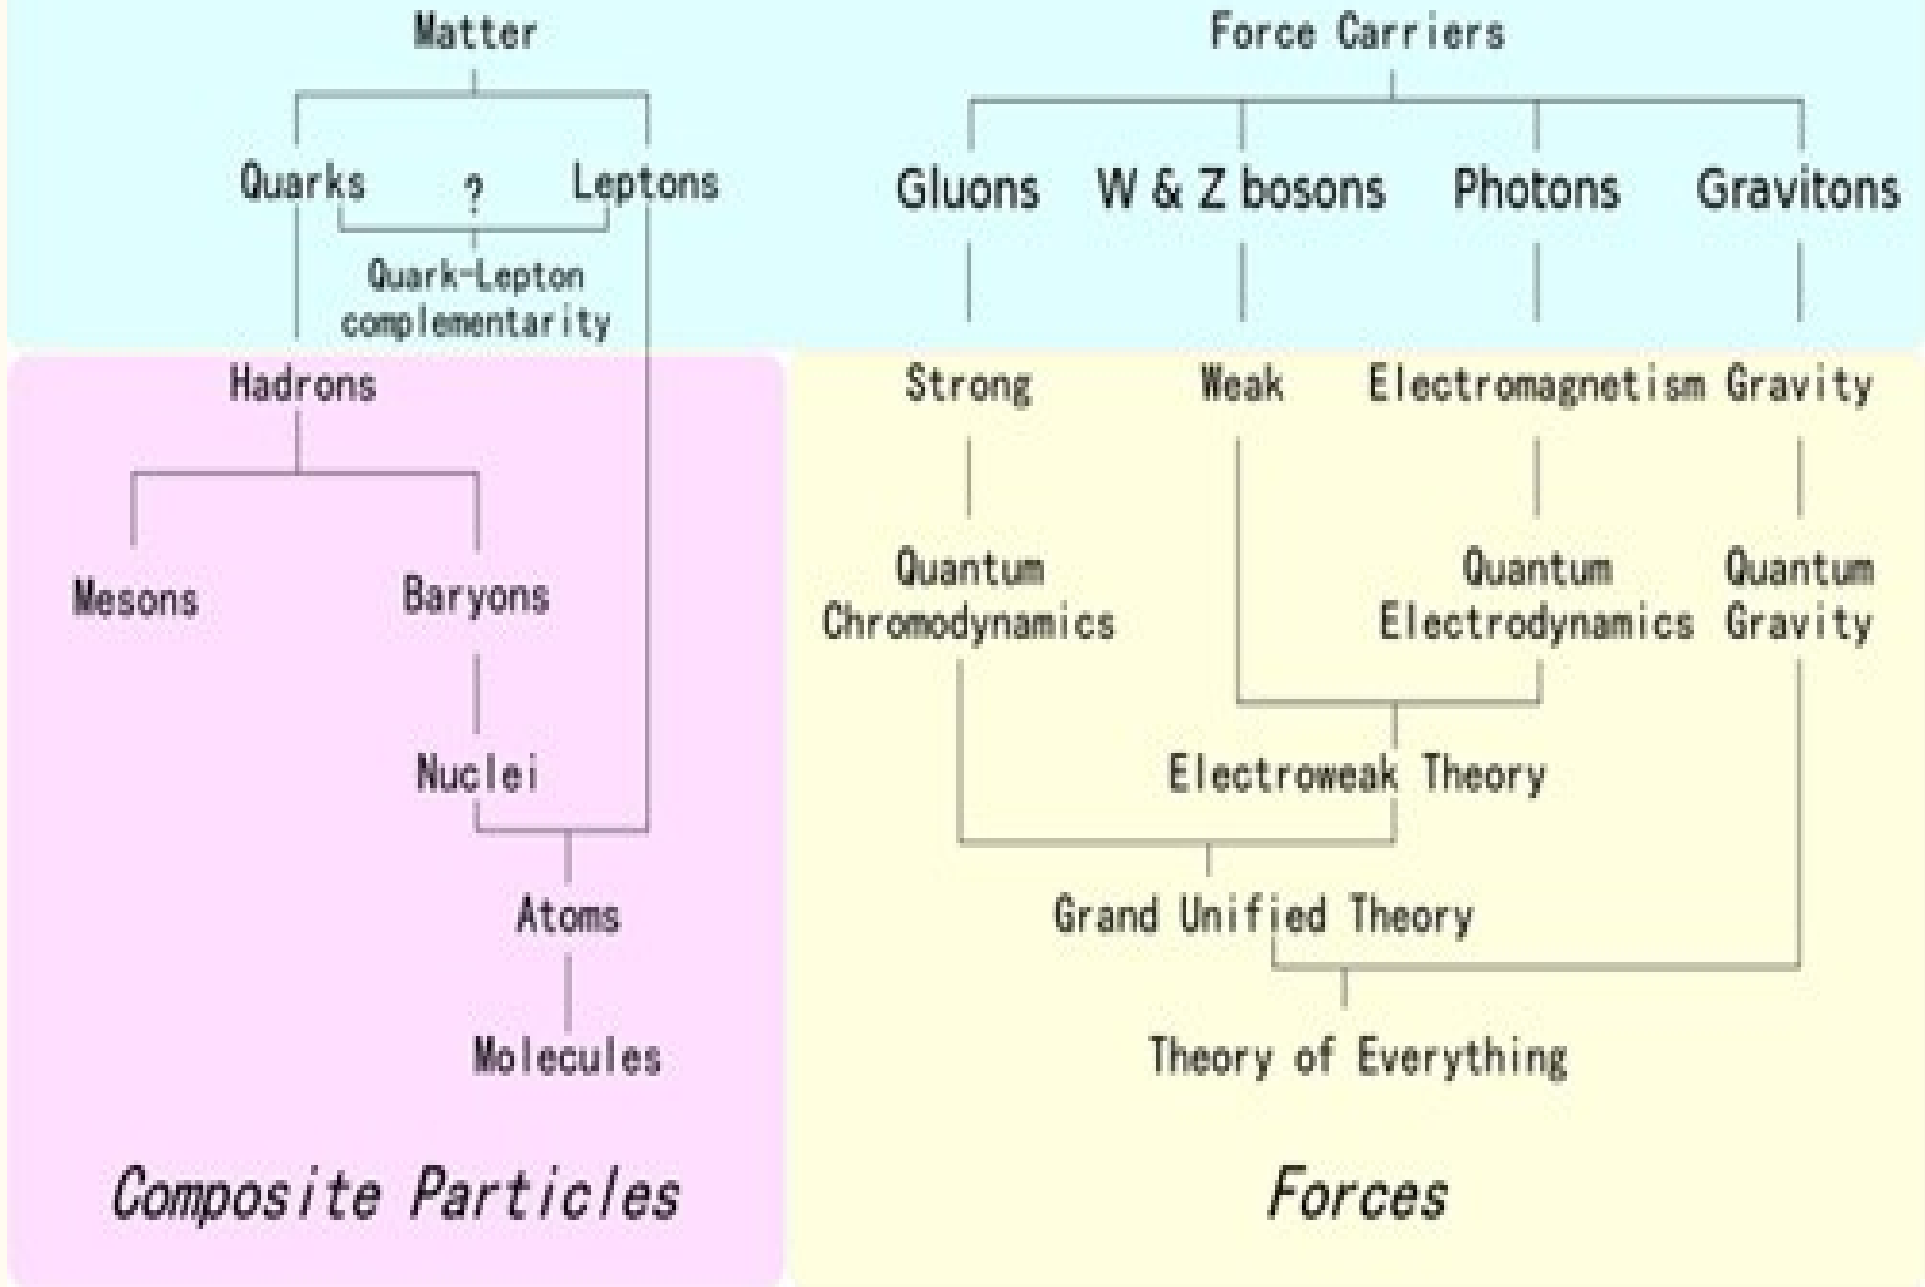 Matter
Force Carriers
Quarks ? Leptons
Gluons W & Z bosons Photons Gravitons
Quark-Lepton
complementarity
Hadrons
Strong Weak Electromagnetism Gravity
Mesons Baryons
Quantum
Chromodynamics
Quantum
Electrodynamics
Quantum
Gravity
Nuclei
Electroweak Theory
Atoms
Grand Unified Theory
Molecules
Theory of Everything
Composite Particles
Forces